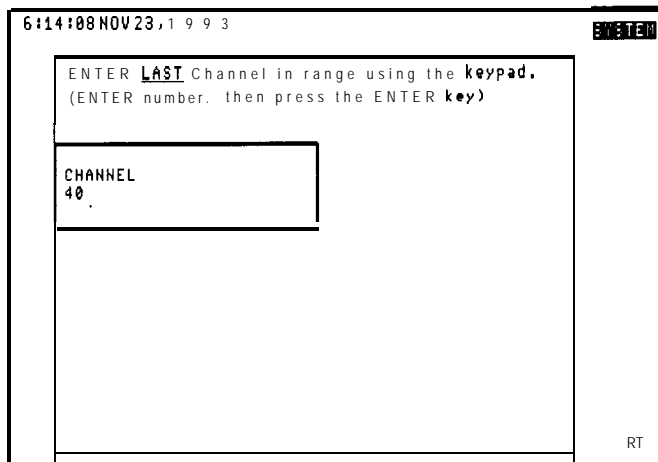 6:14:08 NOV 23, 1993
SYSTEM
ENTER LAST Channel in range using the keypad.
(ENTER number. then press the ENTER key)
CHANNEL
40
RT